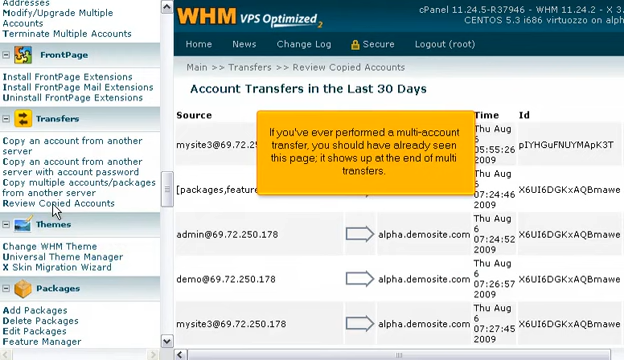 Addresses
Modify/Upgrade Multiple
Accounts
Terminate Multiple Accounts
FrontPage
Install FrontPage Extensions
Install FrontPage Mail Extensions
Uninstall FrontPage Extensions
Transfers
Copy an account from another
server
Copy an account from another
server with account password
Copy multiple accounts/packages
from another server
Review Copied Accounts
Themes
Change WHM Theme
Universal Theme Manager
X Skin Migration Wizard
Packages
Add Packages
Delete Packages
Edit Packages
Feature Manager
WHM VPS Optimized 2
cPanel 11.24.5-R37946 - WHM 11.24.2 - X 3.
CENTOS 5.3 i686 virtuozzo on alph
Home News Change Log Secure Logout (root)
Main >> Transfers >> Review Copied Accounts
Account Transfers in the Last 30 Days
Source Time Id
If you've ever performed a multi-account
transfer, you should have already seen
this page; it shows up at the end of multi
transfers.
mysite3@69.72 Thu Aug 6 05:55:26 2009 pIYHGuFNUYMApK3T
[packages,feature Thu Aug 6 07:24:46 2009 X6UI6DGKxAQBmawe
admin@69.72.250.178 alpha.demosite.com Thu Aug 6 07:24:52 2009 X6UI6DGKxAQBmawe
demo@69.72.250.178 alpha.demosite.com Thu Aug 6 07:26:57 2009 X6UI6DGKxAQBmawe
mysite3@69.72.250.178 alpha.demosite.com Thu Aug 6 07:27:45 2009 X6UI6DGKxAQBmawe